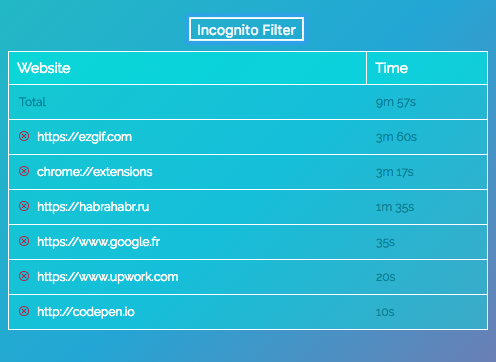 Incognito Filter
Website Time
Total 9m 57s
https://ezgif.com 3m 60s
chrome://extensions 3m 17s
https://habrahabr.ru 1m 35s
https://www.google.fr 35s
https://www.upwork.com 20s
http://codepen.io 10s